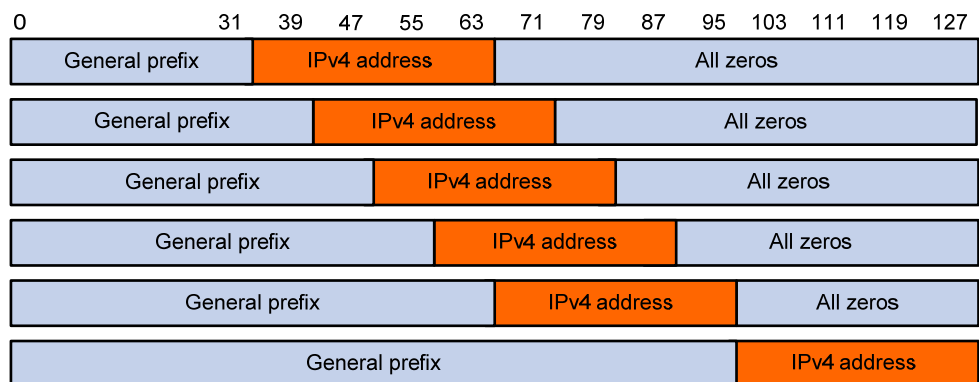 0 31 39 47 55 63 71 79 87 95 103 111 119 127
General prefix IPv4 address All zeros
General prefix IPv4 address All zeros
General prefix IPv4 address All zeros
General prefix IPv4 address All zeros
General prefix IPv4 address All zeros
General prefix IPv4 address